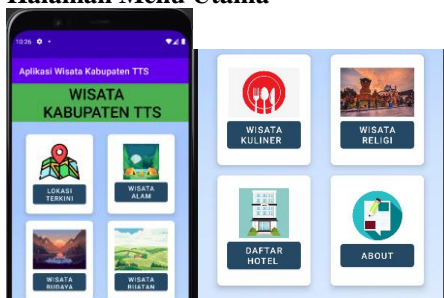 Halaman Menu Utama
10:26
Aplikasi Wisata Kabupaten TTS
WISATA
KABUPATEN TTS
LOKASI
TERKINI
WISATA
ALAM
WISATA
BUDAYA
WISATA
BUATAN
WISATA
KULINER
WISATA
RELIGI
DAFTAR
HOTEL
ABOUT